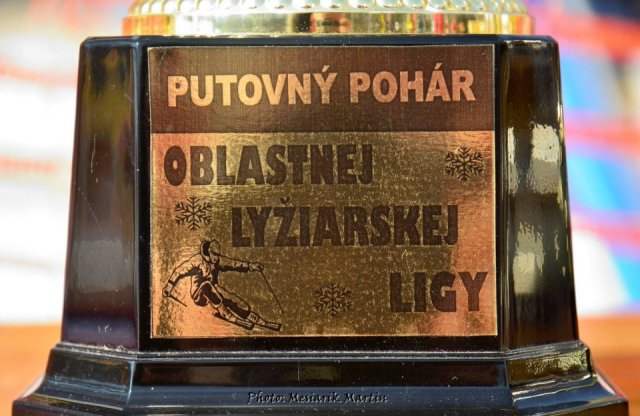 PUTOVNÝ POHÁR
OBLASTNEJ
LYŽIARSKEJ
LIGY
Photo: Mesiarik Martin